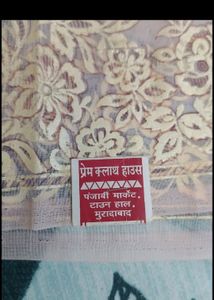 प्रेम क्लाथ हाउस
पंजाबी मार्केट,
टाउन हाल,
मुरादाबाद